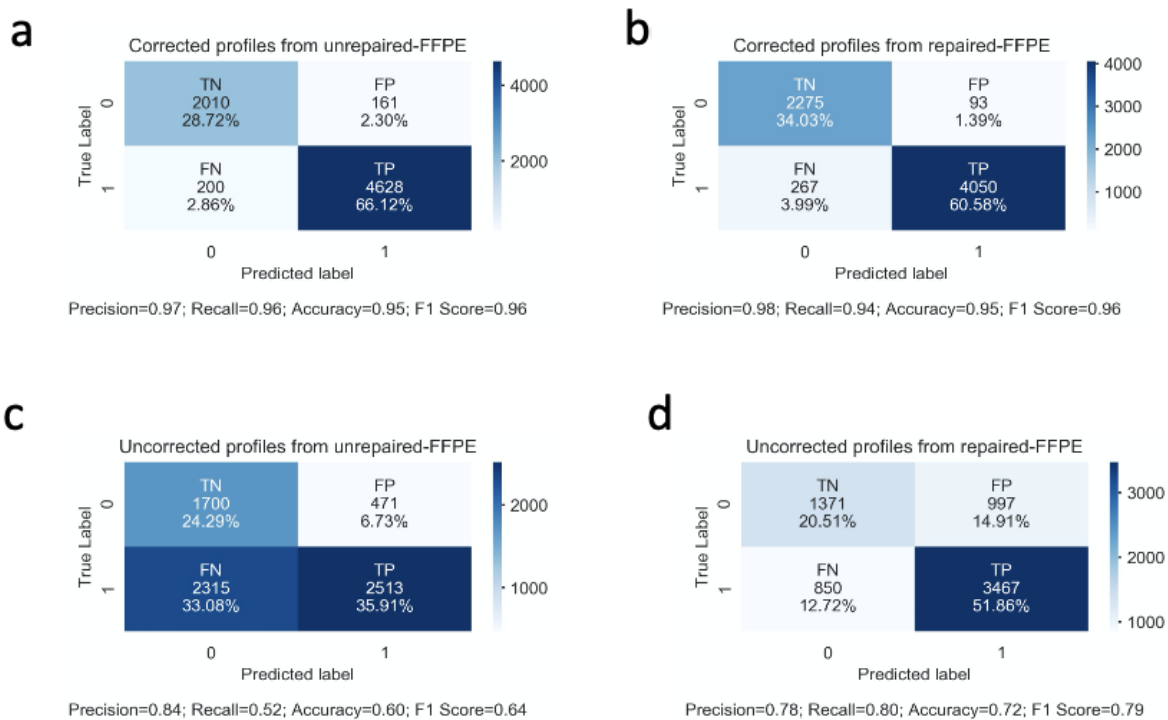 a
Corrected profiles from unrepaired-FFPE
TN
2010
28.72%
FP
161
2.30%
FN
200
2.86%
TP
4628
66.12%
True Label
0
1
0
1
Predicted label
4000
2000
Precision=0.97; Recall=0.96; Accuracy=0.95; F1 Score=0.96
b
Corrected profiles from repaired-FFPE
TN
2275
34.03%
FP
93
1.39%
FN
267
3.99%
TP
4050
60.58%
True Label
0
1
0
1
Predicted label
4000
3000
2000
1000
Precision=0.98; Recall=0.94; Accuracy=0.95; F1 Score=0.96
c
Uncorrected profiles from unrepaired-FFPE
TN
1700
24.29%
FP
471
6.73%
FN
2315
33.08%
TP
2513
35.91%
True Label
0
1
0
1
Predicted label
2000
1000
Precision=0.84; Recall=0.52; Accuracy=0.60; F1 Score=0.64
d
Uncorrected profiles from repaired-FFPE
TN
1371
20.51%
FP
997
14.91%
FN
850
12.72%
TP
3467
51.86%
True Label
0
1
0
1
Predicted label
3000
2000
1000
Precision=0.78; Recall=0.80; Accuracy=0.72; F1 Score=0.79